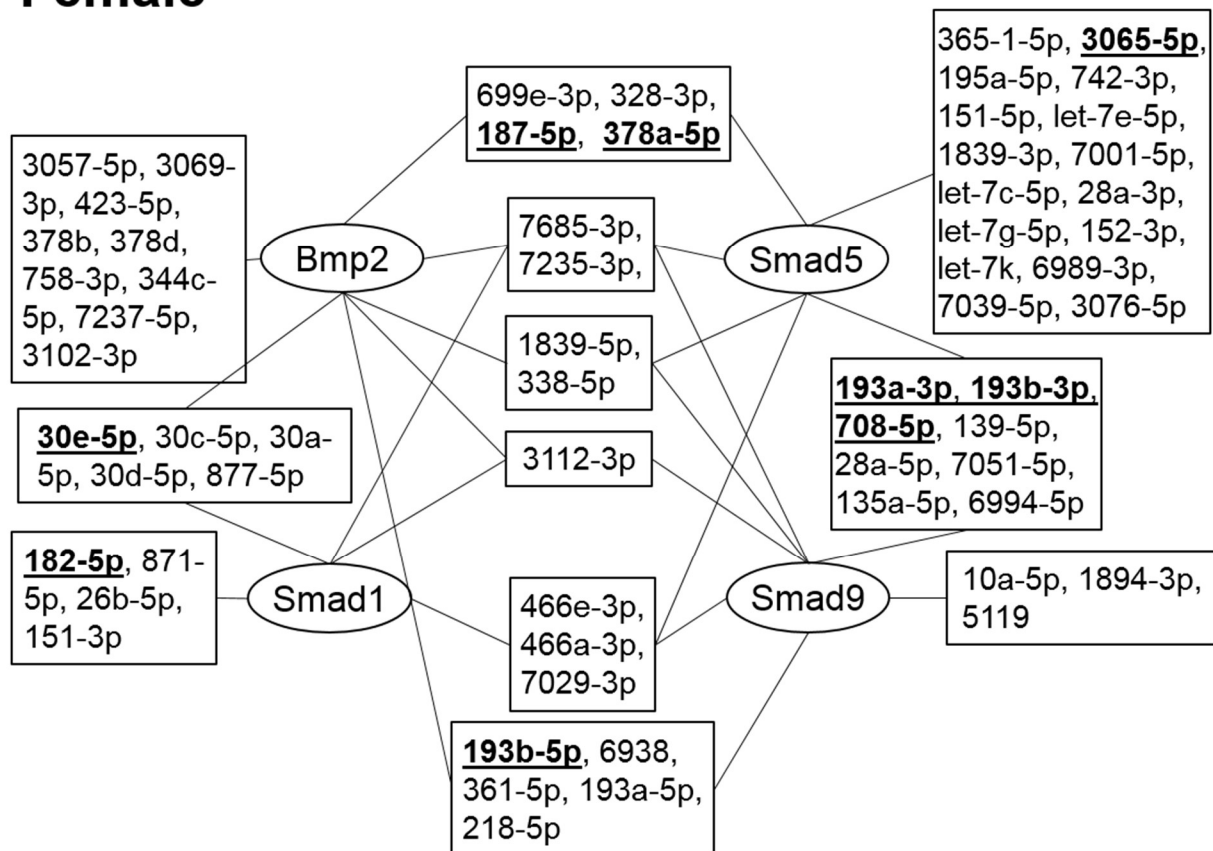 Female
365-1-5p, 3065-5p,
195a-5p, 742-3p,
151-5p, let-7e-5p,
1839-3p, 7001-5p,
let-7c-5p, 28a-3p,
let-7g-5p, 152-3p,
let-7k, 6989-3p,
7039-5p, 3076-5p
699e-3p, 328-3p,
187-5p, 378a-5p
3057-5p, 3069-
3p, 423-5p,
378b, 378d,
758-3p, 344c-
5p, 7237-5p,
3102-3p
Bmp2
7685-3p,
7235-3p,
Smad5
1839-5p,
338-5p
193a-3p, 193b-3p,
708-5p, 139-5p,
28a-5p, 7051-5p,
135a-5p, 6994-5p
30e-5p, 30c-5p, 30a-
5p, 30d-5p, 877-5p
3112-3p
182-5p, 871-
5p, 26b-5p,
151-3p
Smad1
466e-3p,
466a-3p,
7029-3p
Smad9
10a-5p, 1894-3p,
5119
193b-5p, 6938,
361-5p, 193a-5p,
218-5p